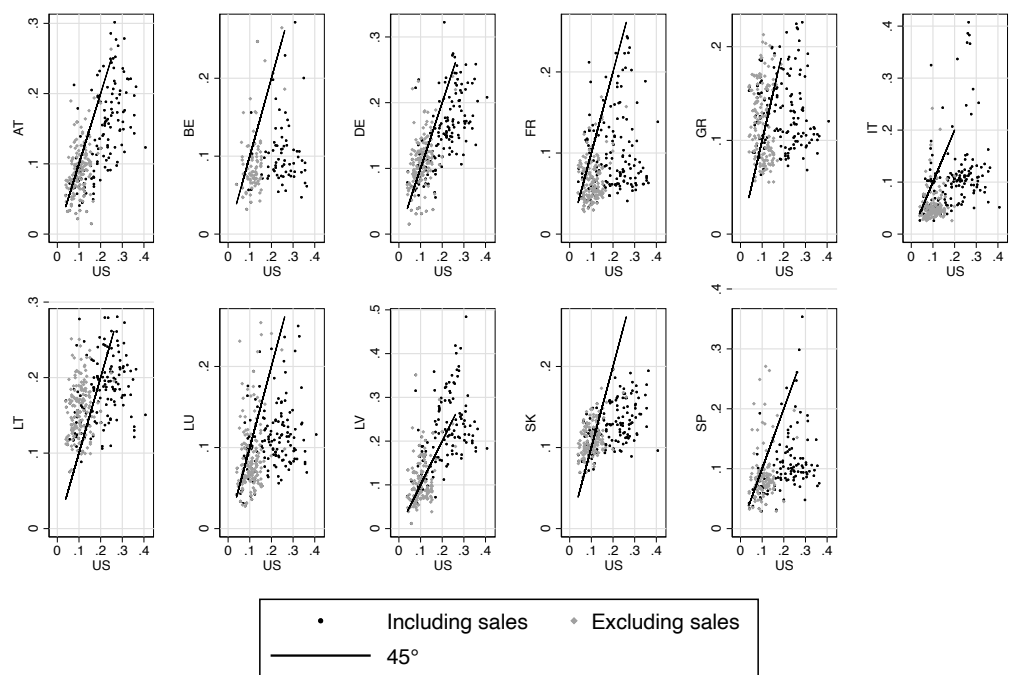 .3
.2
.1
0
AT
0 .1 .2 .3 .4
US
.2
.1
0
BE
0 .1 .2 .3 .4
US
.3
.2
.1
0
DE
0 .1 .2 .3 .4
US
.2
.1
0
FR
0 .1 .2 .3 .4
US
.2
.1
0
GR
0 .1 .2 .3 .4
US
.4
.3
.2
.1
0
IT
0 .1 .2 .3 .4
US
.3
.2
.1
0
LT
0 .1 .2 .3 .4
US
.2
.1
0
LU
0 .1 .2 .3 .4
US
.5
.4
.3
.2
.1
0
LV
0 .1 .2 .3 .4
US
.2
.1
0
SK
0 .1 .2 .3 .4
US
.4
.3
.2
.1
0
SP
0 .1 .2 .3 .4
US
Including sales
Excluding sales
45°